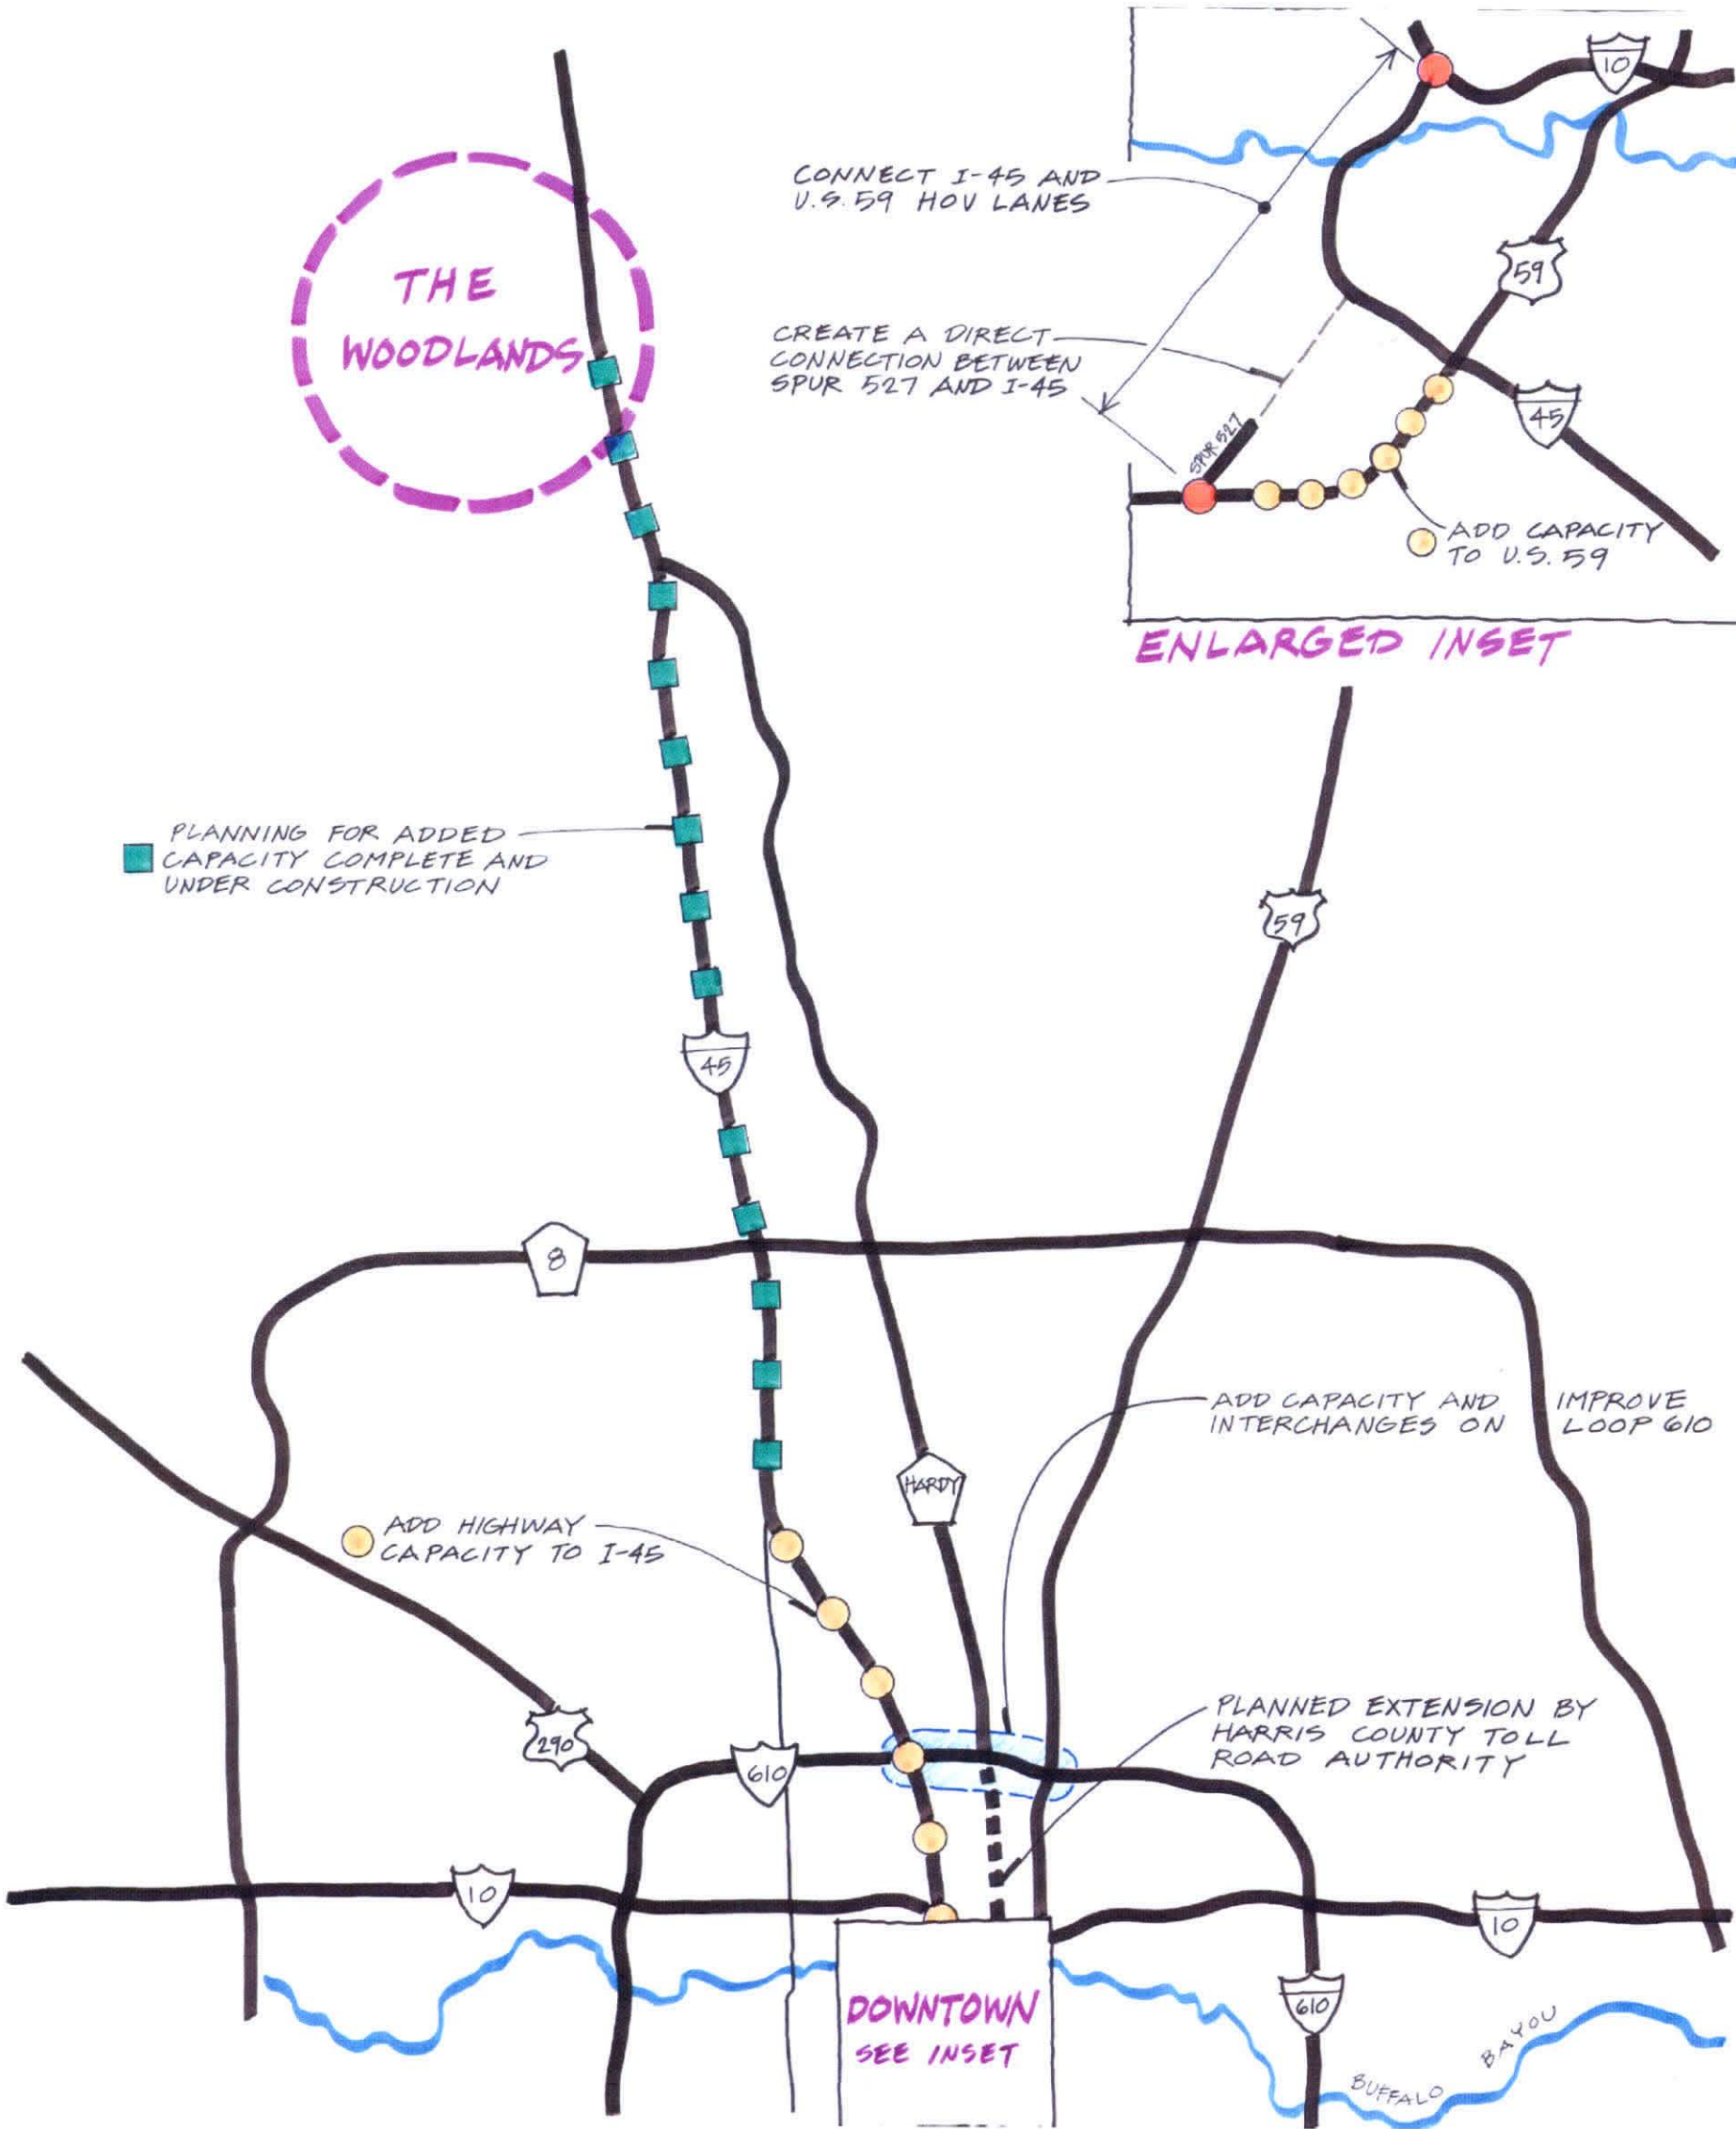 10
CONNECT I-45 AND
U.S. 59 HOV LANES
59
THE
WOODLANDS
CREATE A DIRECT
CONNECTION BETWEEN
SPUR 527 AND I-45
45
SPUR 527
ADD CAPACITY
TO U.S. 59
ENLARGED INSET
PLANNING FOR ADDED
CAPACITY COMPLETE AND
UNDER CONSTRUCTION
59
45
8
ADD CAPACITY AND
INTERCHANGES ON
IMPROVE
LOOP 610
HARDY
ADD HIGHWAY
CAPACITY TO I-45
PLANNED EXTENSION BY
HARRIS COUNTY TOLL
ROAD AUTHORITY
290
610
10
10
DOWNTOWN
SEE INSET
610
BUFFALO BAYOU